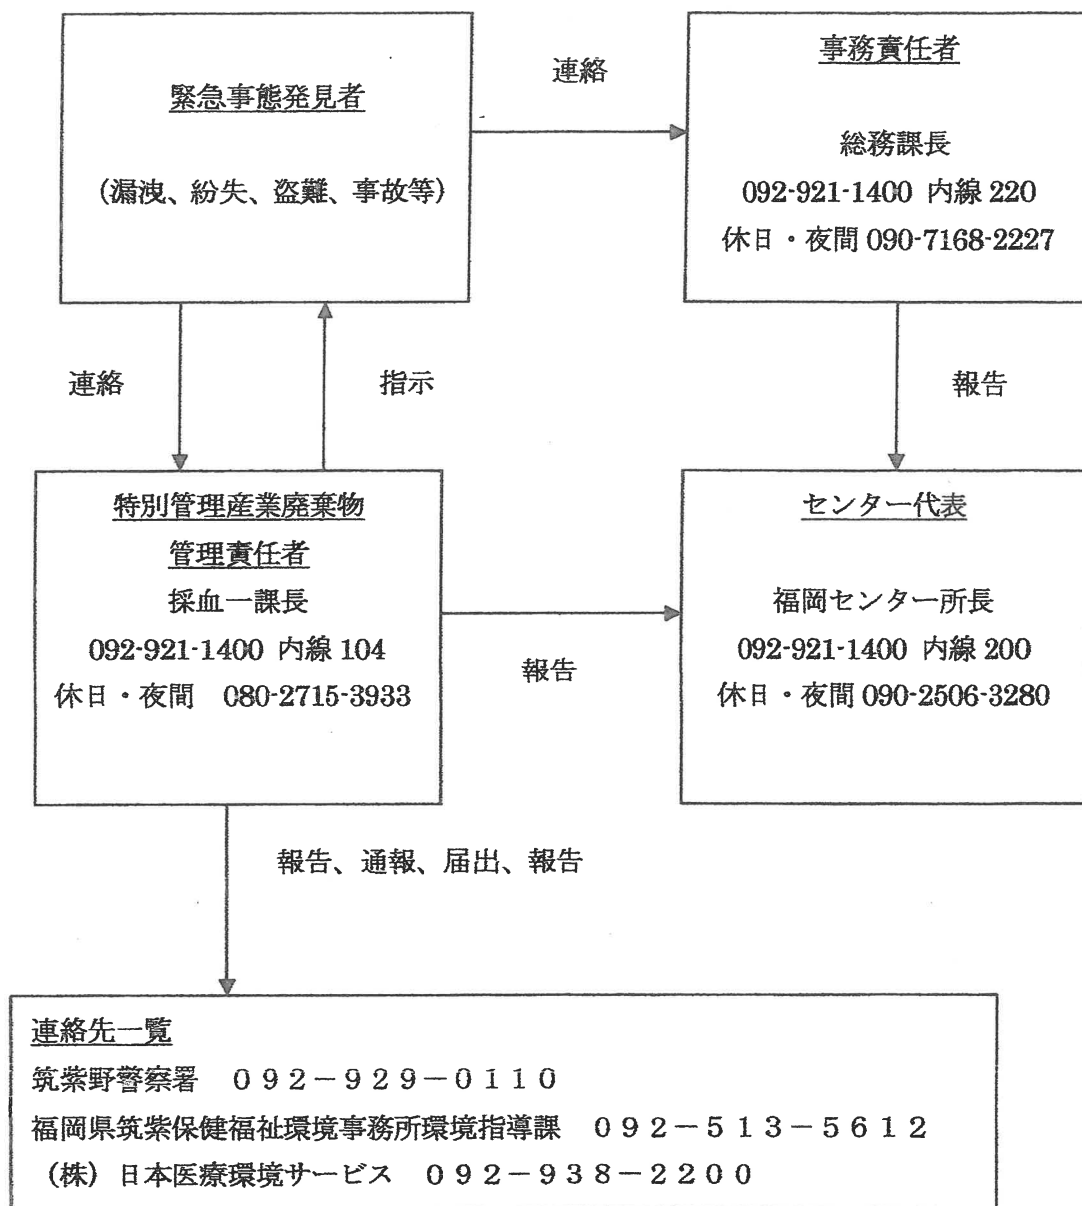 緊急事態発見者
(漏洩、紛失、盗難、事故等)
連絡
事務責任者
総務課長
092-921-1400 内線 220
休日・夜間 090-7168-2227
連絡
指示
報告
特別管理産業廃棄物
管理責任者
採血一課長
092-921-1400 内線 104
休日・夜間 080-2715-3933
報告
センター代表
福岡センター所長
092-921-1400 内線 200
休日・夜間 090-2506-3280
報告、通報、届出、報告
連絡先一覧
筑紫野警察署 092-929-0110
福岡県筑紫保健福祉環境事務所環境指導課 092-513-5612
(株)日本医療環境サービス 092-938-2200